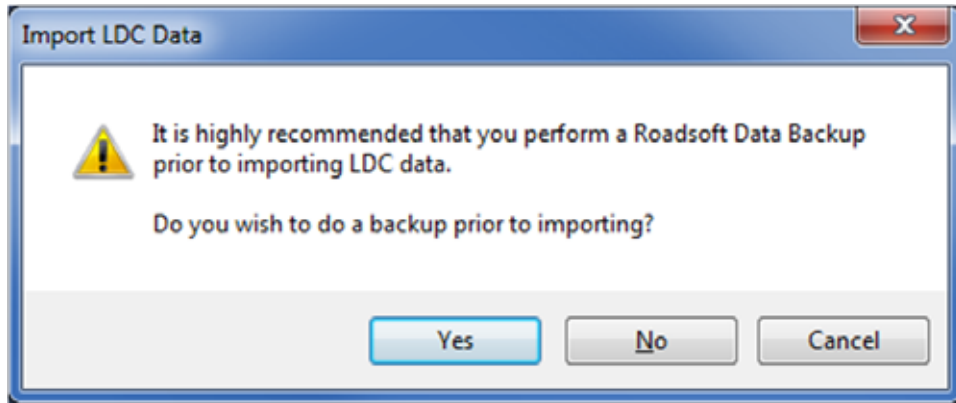 Import LDC Data
It is highly recommended that you perform a Roadsoft Data Backup
prior to importing LDC data.
Do you wish to do a backup prior to importing?
Yes
No
Cancel